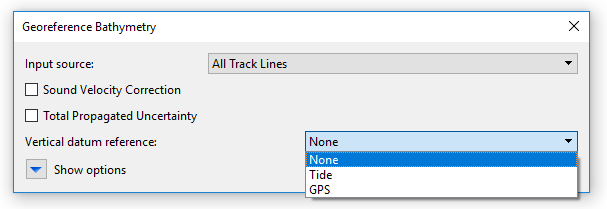 Georeference Bathymetry
Input source: All Track Lines
Sound Velocity Correction
Total Propagated Uncertainty
Vertical datum reference: None
None
Tide
Show options
GPS